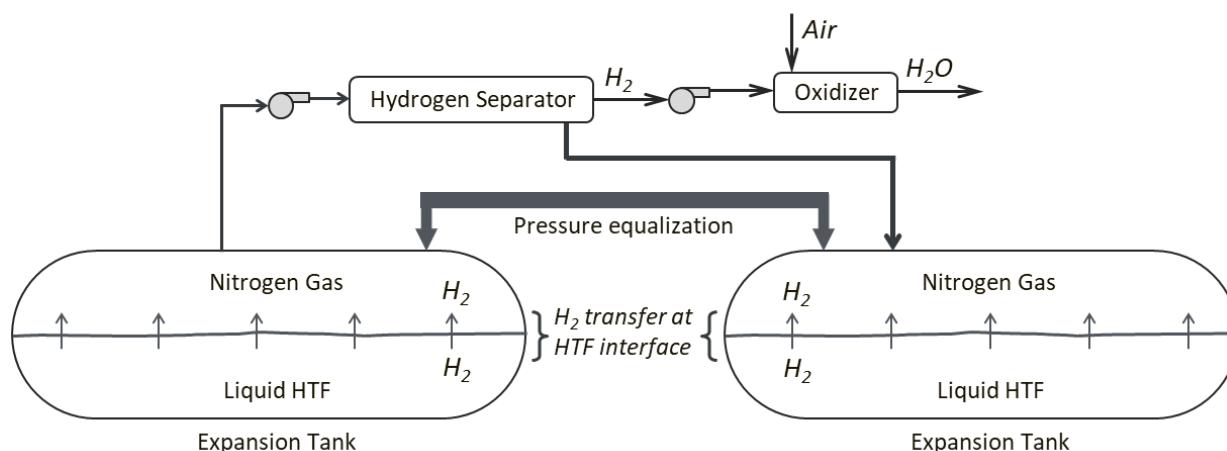 Air
H₂
H₂O
Hydrogen Separator
Oxidizer
Pressure equalization
Nitrogen Gas
H₂
H₂ transfer at
HTF interface
H₂
Liquid HTF
Expansion Tank
H₂
Nitrogen Gas
H₂
Liquid HTF
Expansion Tank